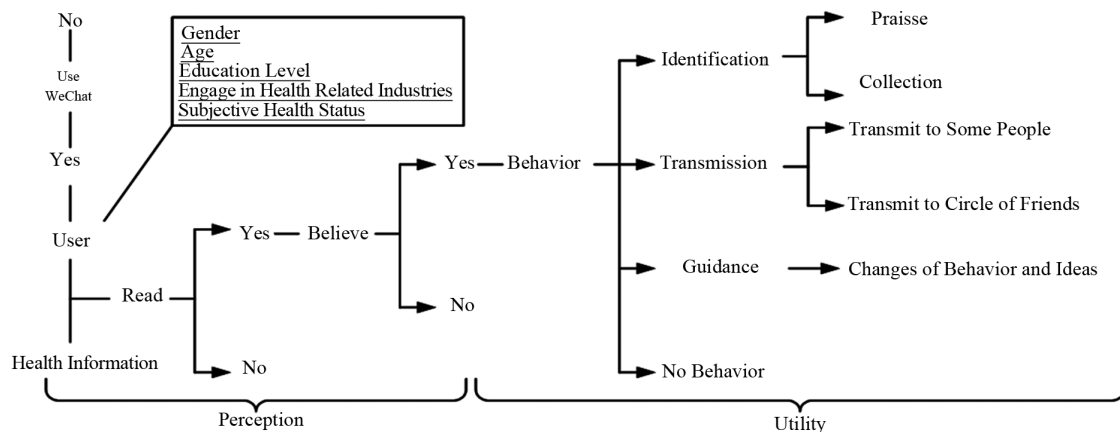 No
Use
WeChat
Yes
User
Health Information
Gender
Age
Education Level
Engage in Health Related Industries
Subjective Health Status
Read
Yes
No
Believe
Yes
No
Behavior
Identification
Praisse
Collection
Transmission
Transmit to Some People
Transmit to Circle of Friends
Guidance
Changes of Behavior and Ideas
No Behavior
Perception
Utility